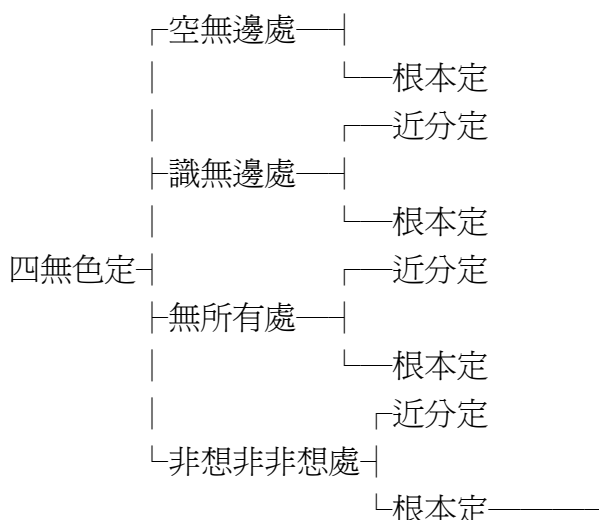 空無邊處
根本定
近分定
識無邊處
根本定
四無色定
近分定
無所有處
根本定
近分定
非想非非想處
根本定